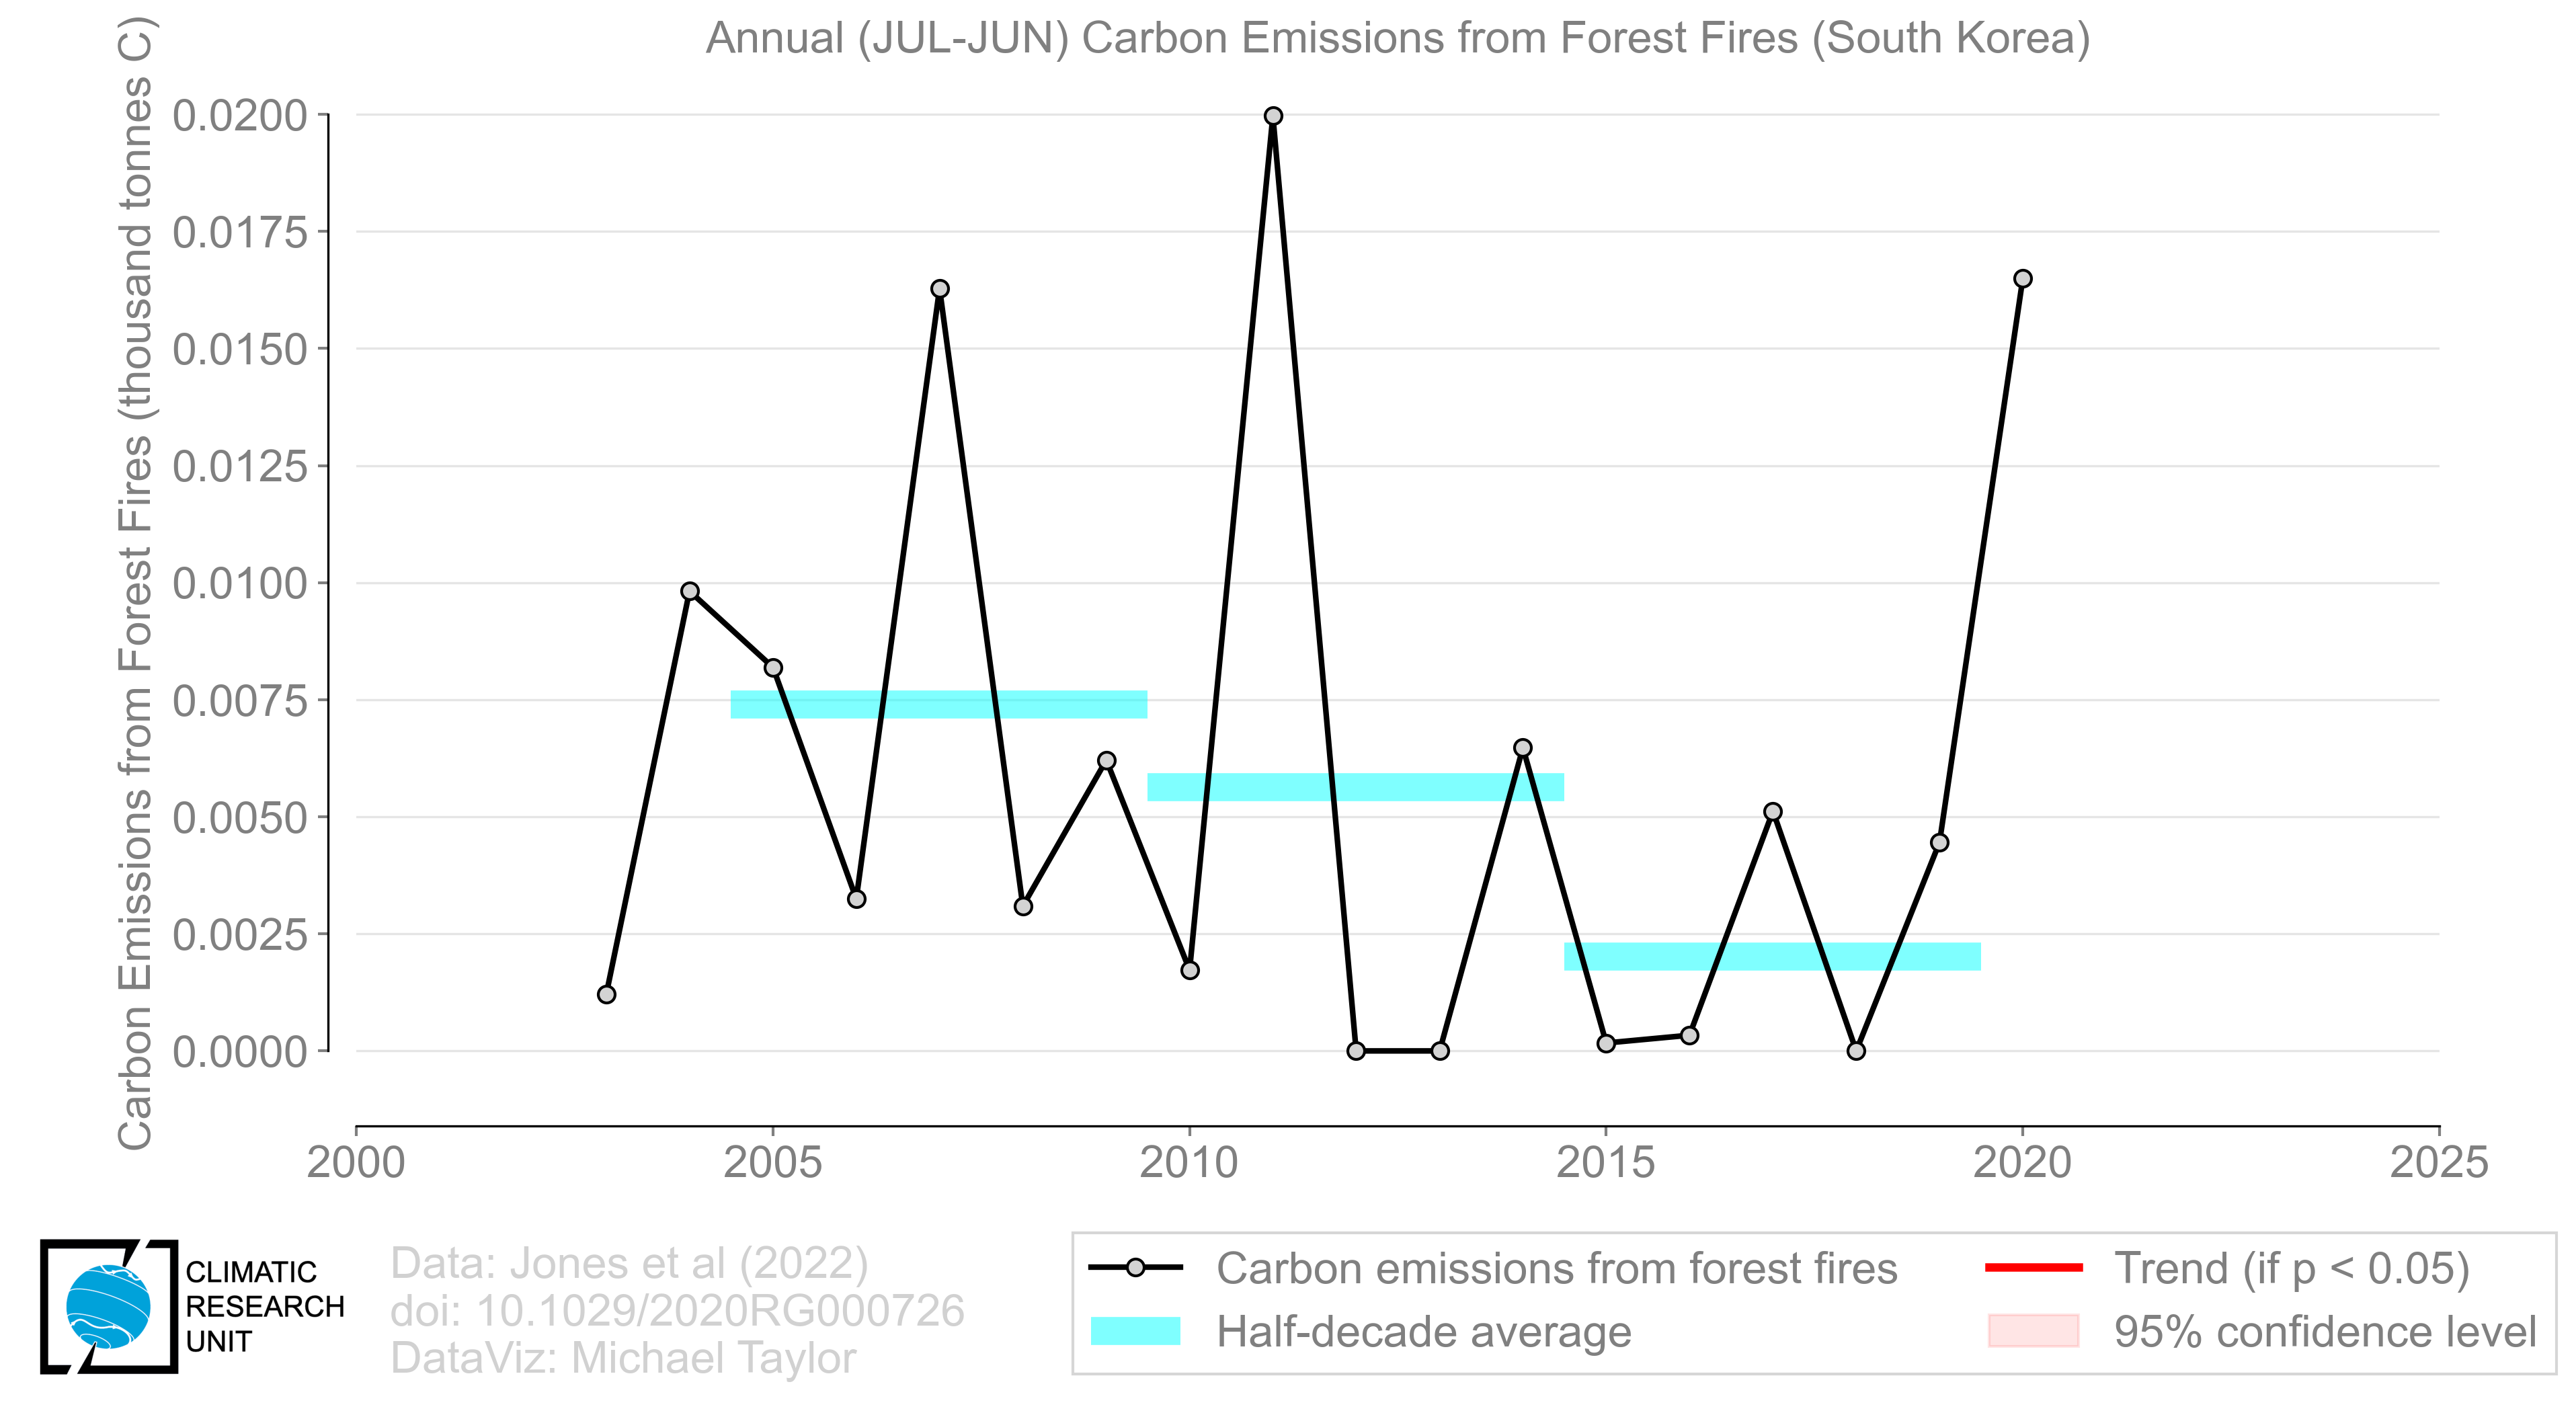 Annual (JUL-JUN) Carbon Emissions from Forest Fires (South Korea)
Carbon Emissions from Forest Fires (thousand tonnes C)
0.0200
0.0175
0.0150
0.0125
0.0100
0.0075
0.0050
0.0025
0.0000
2000 2005 2010 2015 2020 2025
CLIMATIC
RESEARCH
UNIT
Data: Jones et al (2022)
doi: 10.1029/2020RG000726
DataViz: Michael Taylor
Carbon emissions from forest fires
Half-decade average
Trend (if p < 0.05)
95% confidence level